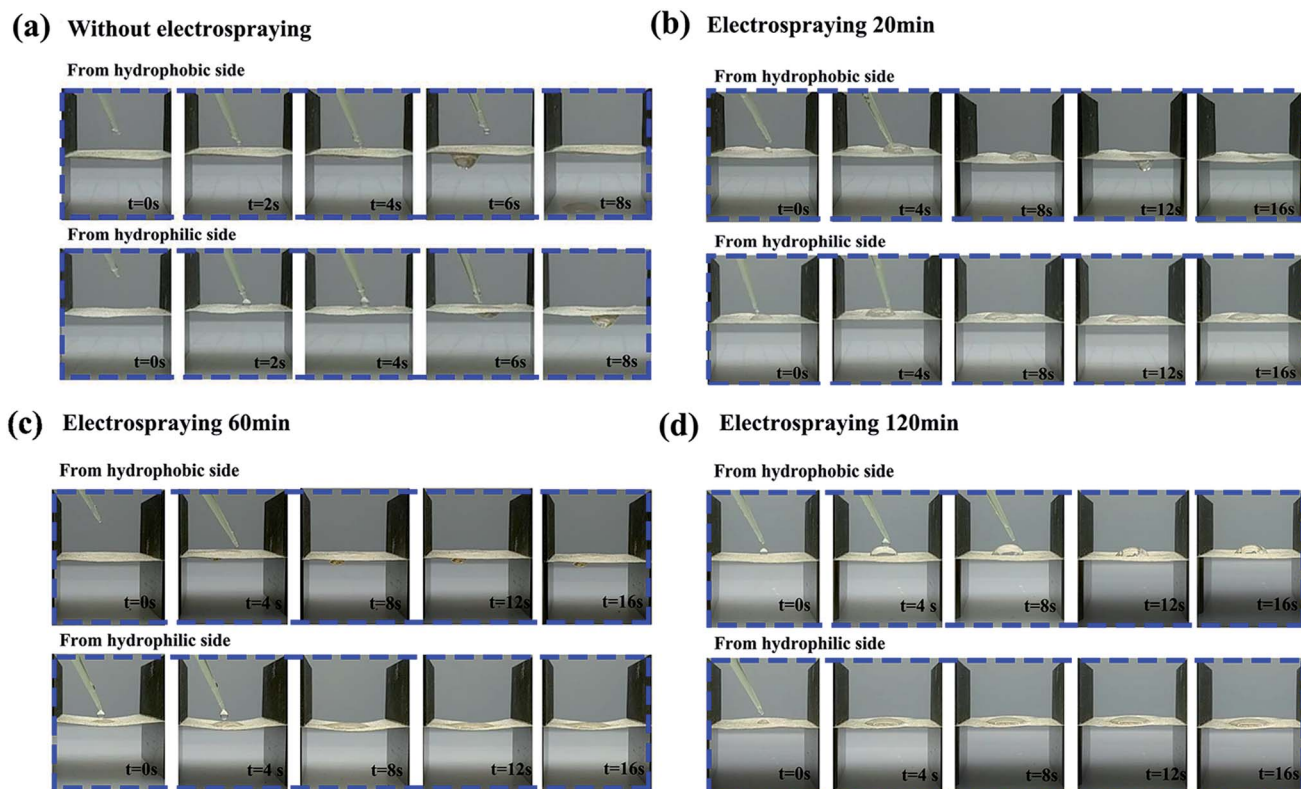 (a) Without electrospraying
From hydrophobic side
t=0s t=2s t=4s t=6s t=8s
From hydrophilic side
t=0s t=2s t=4s t=6s t=8s
(b) Electrospraying 20min
From hydrophobic side
t=0s t=4s t=8s t=12s t=16s
From hydrophilic side
t=0s t=4s t=8s t=12s t=16s
(c) Electrospraying 60min
From hydrophobic side
t=0s t=4 s t=8s t=12s t=16s
From hydrophilic side
t=0s t=4 s t=8s t=12s t=16s
(d) Electrospraying 120min
From hydrophobic side
t=0s t=4 s t=8s t=12s t=16s
From hydrophilic side
t=0s t=4 s t=8s t=12s t=16s